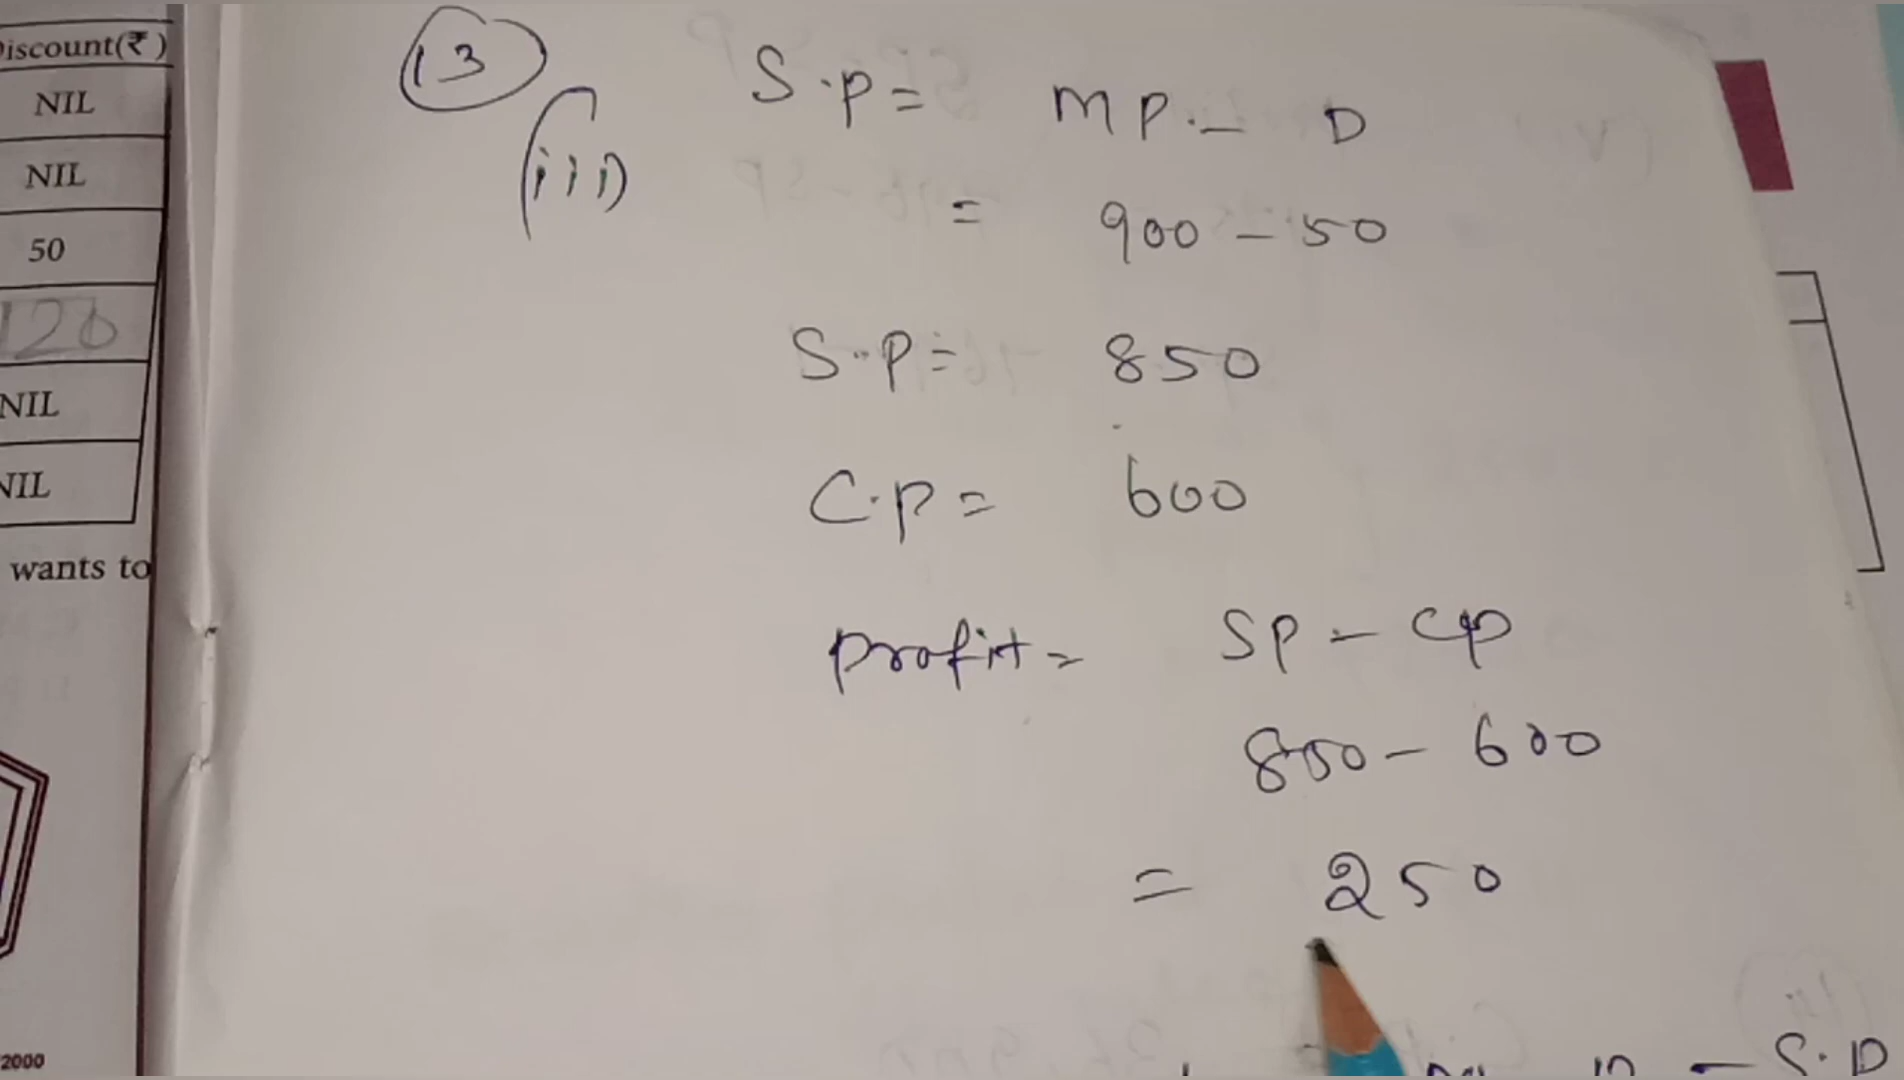 Discount(₹)
NIL
NIL
50
120
NIL
NIL
wants to
2000
13
(iii)
S.P = MP. - D
= 900 - 50
S.P = 850
C.P = 600
Profit = SP - CP
850 - 600
= 250
- S.D